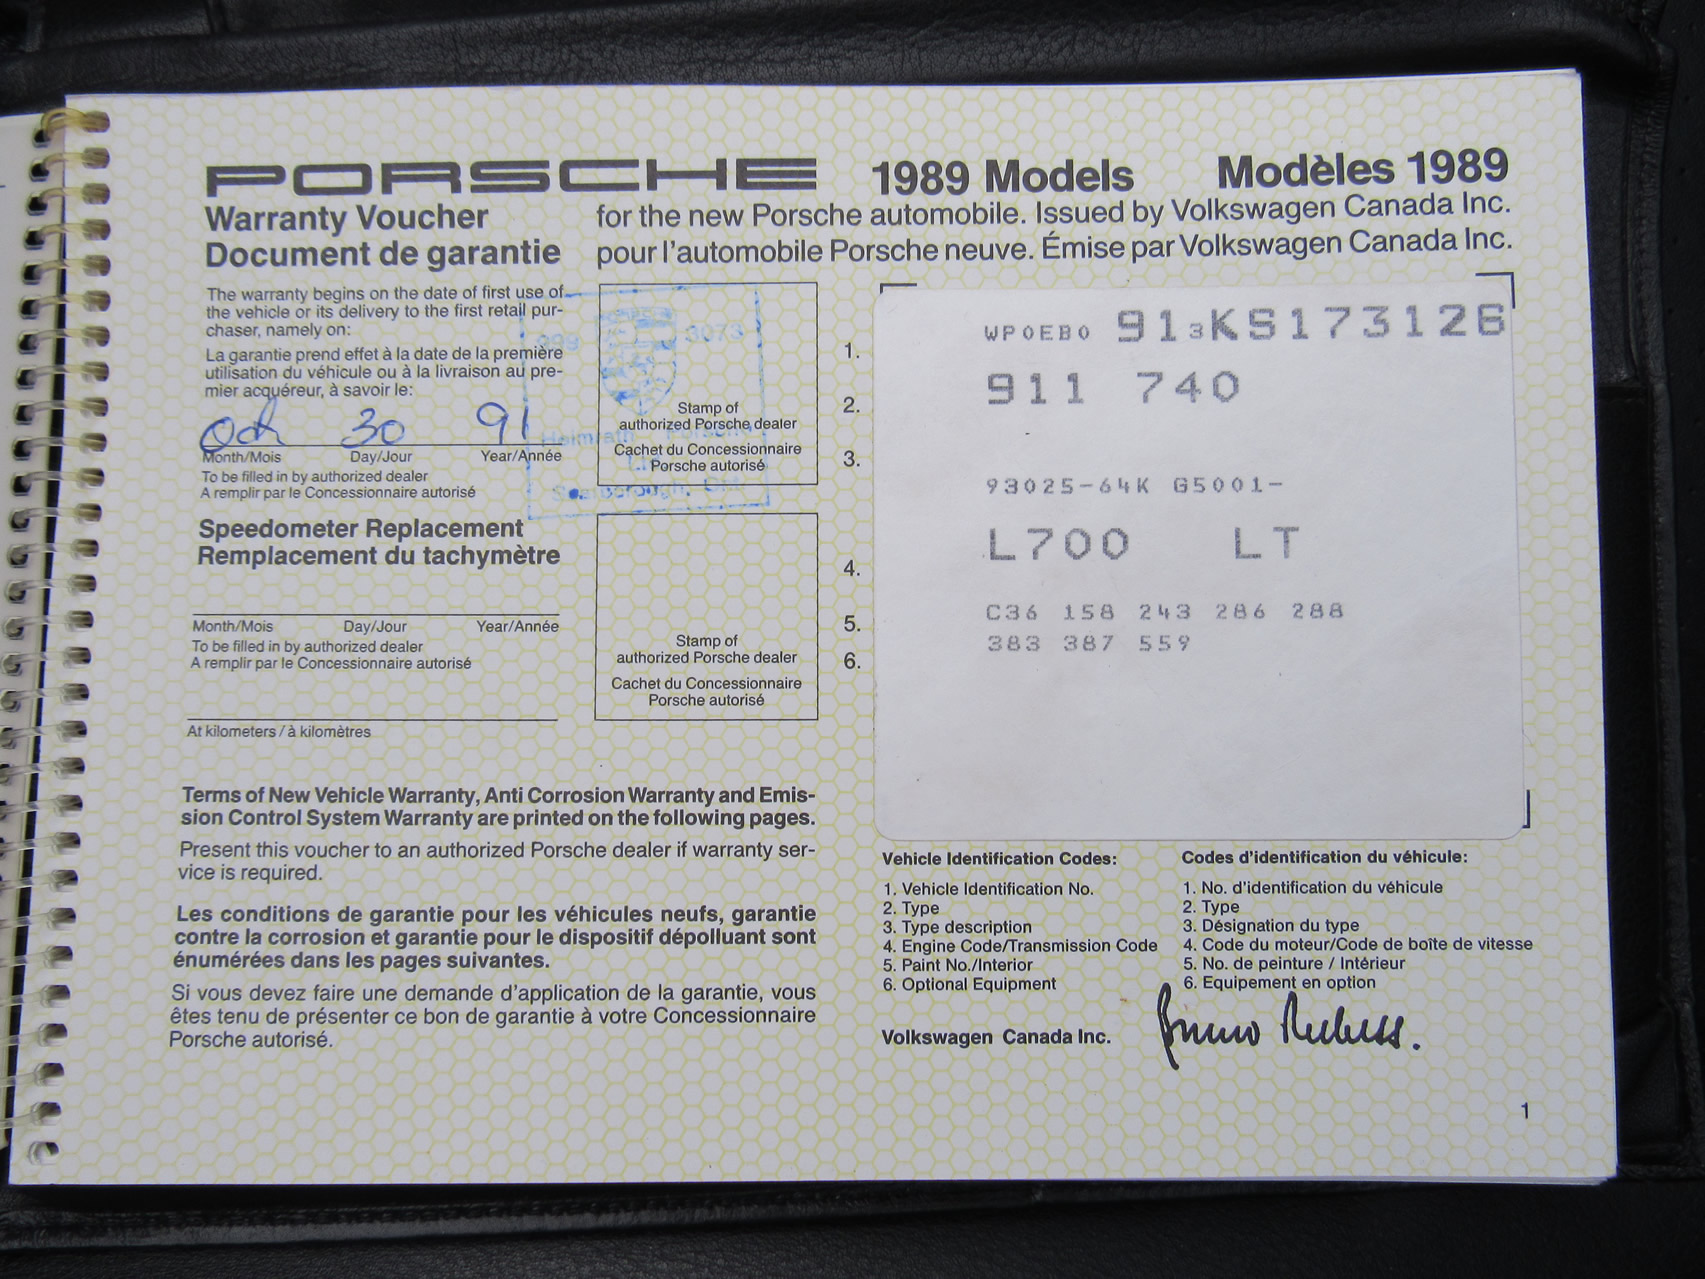 PORSCHE 1989 Models Modèles 1989
Warranty Voucher for the new Porsche automobile. Issued by Volkswagen Canada Inc.
Document de garantie pour l'automobile Porsche neuve. Émise par Volkswagen Canada Inc.
The warranty begins on the date of first use of
the vehicle or its delivery to the first retail pur-
chaser, namely on:
La garantie prend effet à la date de la première
utilisation du véhicule ou à la livraison au pre-
mier acquéreur, à savoir le:
Oct 30 91
Month/Mois Day/Jour Year/Année
To be filled in by authorized dealer
A remplir par le Concessionnaire autorisé
3073
Heimrath Porsche
Scarborough, Ont.
Stamp of
authorized Porsche dealer
Cachet du Concessionnaire
Porsche autorisé
Speedometer Replacement
Remplacement du tachymètre
Month/Mois Day/Jour Year/Année
To be filled in by authorized dealer
A remplir par le Concessionnaire autorisé
At kilometers / à kilomètres
Stamp of
authorized Porsche dealer
Cachet du Concessionnaire
Porsche autorisé
Terms of New Vehicle Warranty, Anti Corrosion Warranty and Emis-
sion Control System Warranty are printed on the following pages.
Present this voucher to an authorized Porsche dealer if warranty ser-
vice is required.
Les conditions de garantie pour les véhicules neufs, garantie
contre la corrosion et garantie pour le dispositif dépolluant sont
énumérées dans les pages suivantes.
Si vous devez faire une demande d'application de la garantie, vous
êtes tenu de présenter ce bon de garantie à votre Concessionnaire
Porsche autorisé.
1. WP0EB0 913KS173126
2. 911 740
3. -
93025-64K G5001-
4. L700 LT
5. C36 158 243 286 288
6. 383 387 559
Vehicle Identification Codes:
1. Vehicle Identification No.
2. Type
3. Type description
4. Engine Code/Transmission Code
5. Paint No./Interior
6. Optional Equipment
Codes d'identification du véhicule:
1. No. d'identification du véhicule
2. Type
3. Désignation du type
4. Code du moteur/Code de boîte de vitesse
5. No. de peinture / Intérieur
6. Equipement en option
Volkswagen Canada Inc.
1